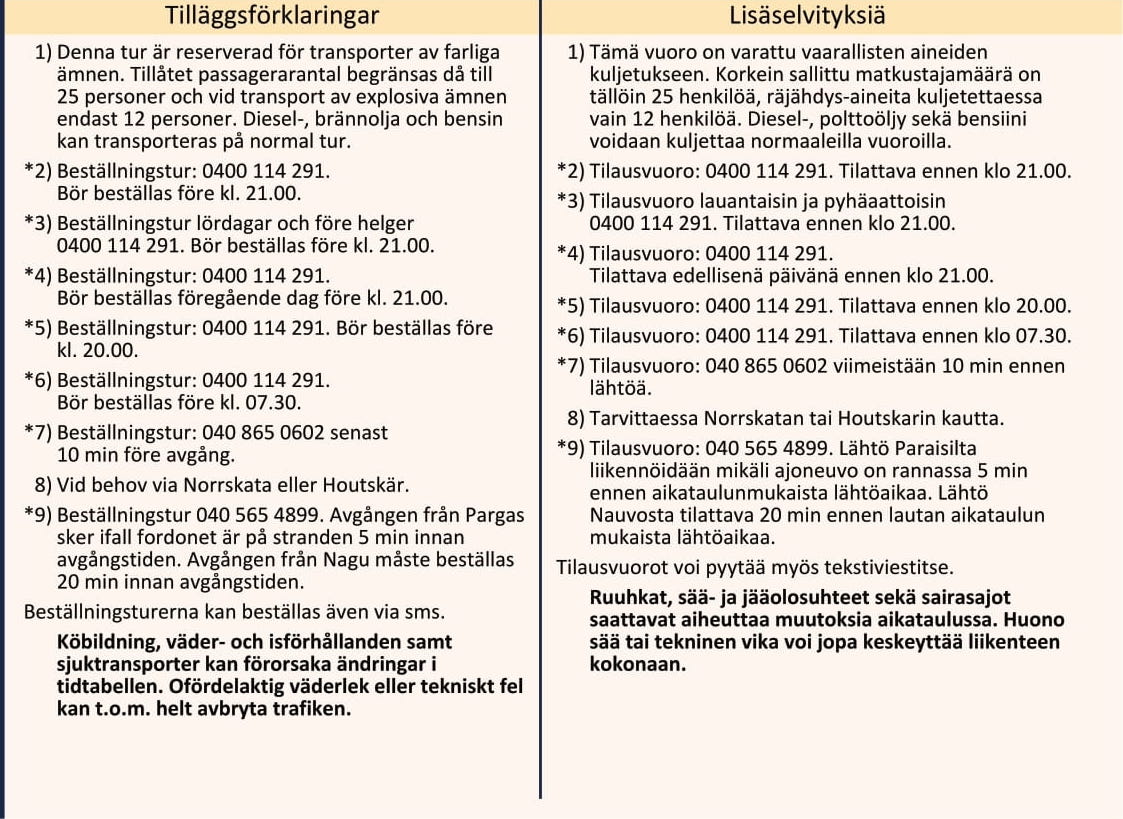 Tilläggsförklaringar
1) Denna tur är reserverad för transporter av farliga
ämnen. Tillåtet passagerarantal begränsas då till
25 personer och vid transport av explosiva ämnen
endast 12 personer. Diesel-, brännolja och bensin
kan transporteras på normal tur.
*2) Beställningstur: 0400 114 291.
Bör beställas före kl. 21.00.
*3) Beställningstur lördagar och före helger
0400 114 291. Bör beställas före kl. 21.00.
*4) Beställningstur: 0400 114 291.
Bör beställas föregående dag före kl. 21.00.
*5) Beställningstur: 0400 114 291. Bör beställas före
kl. 20.00.
*6) Beställningstur: 0400 114 291.
Bör beställas före kl. 07.30.
*7) Beställningstur: 040 865 0602 senast
10 min före avgång.
8) Vid behov via Norrskata eller Houtskär.
*9) Beställningstur 040 565 4899. Avgången från Pargas
sker ifall fordonet är på stranden 5 min innan
avgångstiden. Avgången från Nagu måste beställas
20 min innan avgångstiden.
Beställningsturerna kan beställas även via sms.
Köbildning, väder- och isförhållanden samt
sjuktransporter kan förorsaka ändringar i
tidtabellen. Ofördelaktig väderlek eller tekniskt fel
kan t.o.m. helt avbryta trafiken.
Lisäselvityksiä
1) Tämä vuoro on varattu vaarallisten aineiden
kuljetukseen. Korkein sallittu matkustajamäärä on
tällöin 25 henkilöä, räjähdys-aineita kuljetettaessa
vain 12 henkilöä. Diesel-, polttoöljy sekä bensiini
voidaan kuljettaa normaaleilla vuoroilla.
*2) Tilausvuoro: 0400 114 291. Tilattava ennen klo 21.00.
*3) Tilausvuoro lauantaisin ja pyhäaattoisin
0400 114 291. Tilattava ennen klo 21.00.
*4) Tilausvuoro: 0400 114 291.
Tilattava edellisenä päivänä ennen klo 21.00.
*5) Tilausvuoro: 0400 114 291. Tilattava ennen klo 20.00.
*6) Tilausvuoro: 0400 114 291. Tilattava ennen klo 07.30.
*7) Tilausvuoro: 040 865 0602 viimeistään 10 min ennen
lähtöä.
8) Tarvittaessa Norrskatan tai Houtskarin kautta.
*9) Tilausvuoro: 040 565 4899. Lähtö Paraisilta
liikennöidään mikäli ajoneuvo on rannassa 5 min
ennen aikataulunmukaista lähtöaikaa. Lähtö
Nauvosta tilattava 20 min ennen lautan aikataulun
mukaista lähtöaikaa.
Tilausvuorot voi pyytää myös tekstiviestitse.
Ruuhkat, sää- ja jääolosuhteet sekä sairasajot
saattavat aiheuttaa muutoksia aikataulussa. Huono
sää tai tekninen vika voi jopa keskeyttää liikenteen
kokonaan.